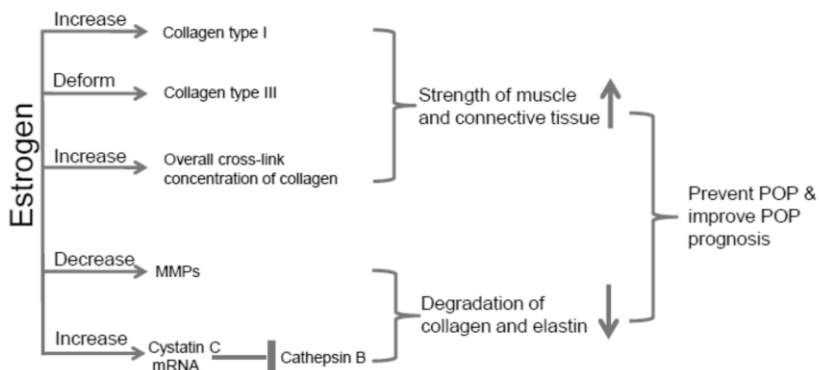 Increase
Collagen type I
Deform
Collagen type III
Strength of muscle
and connective tissue
Increase
Overall cross-link
concentration of collagen
Estrogen
Prevent POP &
improve POP
prognosis
Decrease
MMPs
Degradation of
collagen and elastin
Increase
Cystatin C
mRNA
Cathepsin B